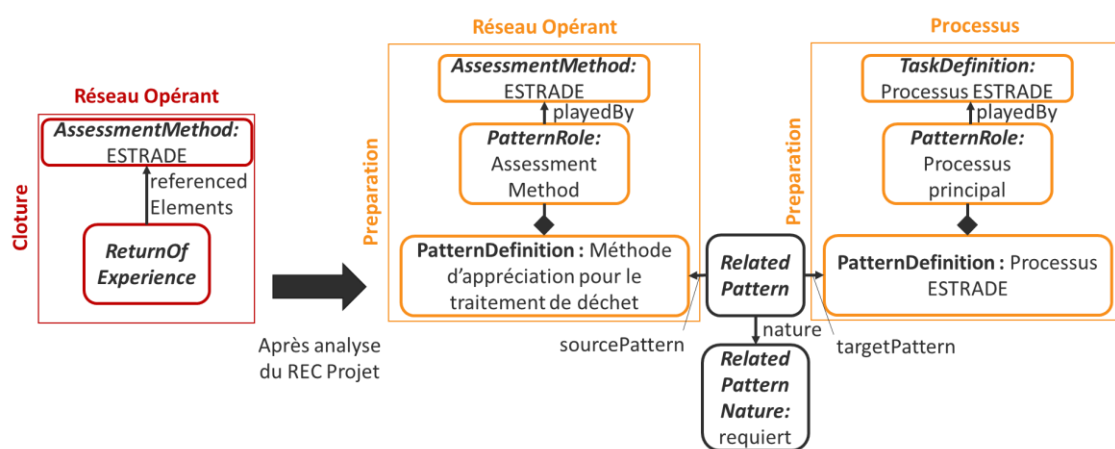 Réseau Opérant
AssessmentMethod:
ESTRADE
referenced
Elements
ReturnOf
Experience
Cloture
Après analyse
du REC Projet
Réseau Opérant
AssessmentMethod:
ESTRADE
playedBy
PatternRole:
Assessment
Method
Preparation
PatternDefinition : Méthode
d'appréciation pour le
traitement de déchet
sourcePattern
Related
Pattern
nature
Related
Pattern
Nature:
requiert
targetPattern
Processus
TaskDefinition:
Processus ESTRADE
playedBy
PatternRole:
Processus
principal
Preparation
PatternDefinition : Processus
ESTRADE